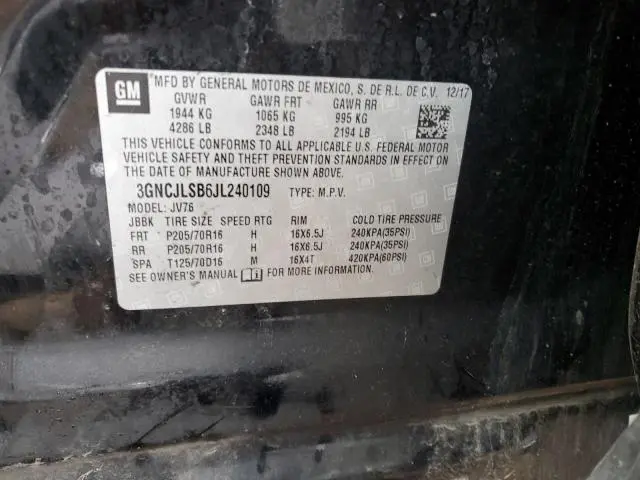 GM
MFD BY GENERAL MOTORS DE MEXICO, S. DE R.L. DE C.V. 12/17
GVWR GAWR FRT GAWR RR
1944 KG 1065 KG 995 KG
4286 LB 2348 LB 2194 LB
THIS VEHICLE CONFORMS TO ALL APPLICABLE U.S. FEDERAL MOTOR
VEHICLE SAFETY AND THEFT PREVENTION STANDARDS IN EFFECT ON
THE DATE OF MANUFACTURE SHOWN ABOVE.
3GNCJLSB6JL240109 TYPE: M.P.V.
MODEL: JV76
JBBK TIRE SIZE SPEED RTG RIM COLD TIRE PRESSURE
FRT P205/70R16 H 16X6.5J 240KPA(35PSI)
RR P205/70R16 H 16X6.5J 240KPA(35PSI)
SPA T125/70D16 M 16X4T 420KPA(60PSI)
SEE OWNER'S MANUAL FOR MORE INFORMATION.